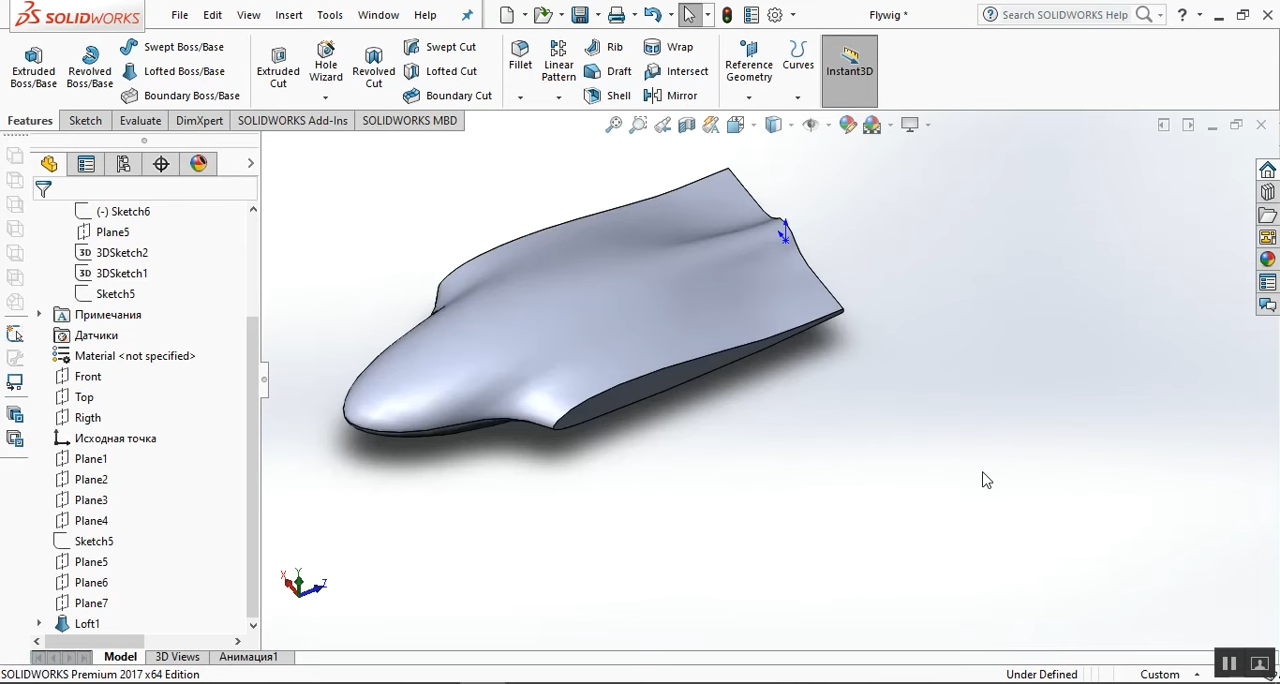 SOLIDWORKS
File Edit View Insert Tools Window Help
Flywig *
Search SOLIDWORKS Help
?
Extruded Boss/Base
Revolved Boss/Base
Swept Boss/Base
Lofted Boss/Base
Boundary Boss/Base
Extruded Cut
Hole Wizard
Revolved Cut
Swept Cut
Lofted Cut
Boundary Cut
Fillet
Linear Pattern
Rib
Draft
Shell
Wrap
Intersect
Mirror
Reference Geometry
Curves
Instant3D
Features Sketch Evaluate DimXpert SOLIDWORKS Add-Ins SOLIDWORKS MBD
(-) Sketch6
Plane5
3D 3DSketch2
3D 3DSketch1
Sketch5
A Примечания
Датчики
Material <not specified>
Front
Top
Rigth
Исходная точка
Plane1
Plane2
Plane3
Plane4
Sketch5
Plane5
Plane6
Plane7
Loft1
X Y Z
Model 3D Views Анимация1
SOLIDWORKS Premium 2017 x64 Edition
Under Defined
Custom